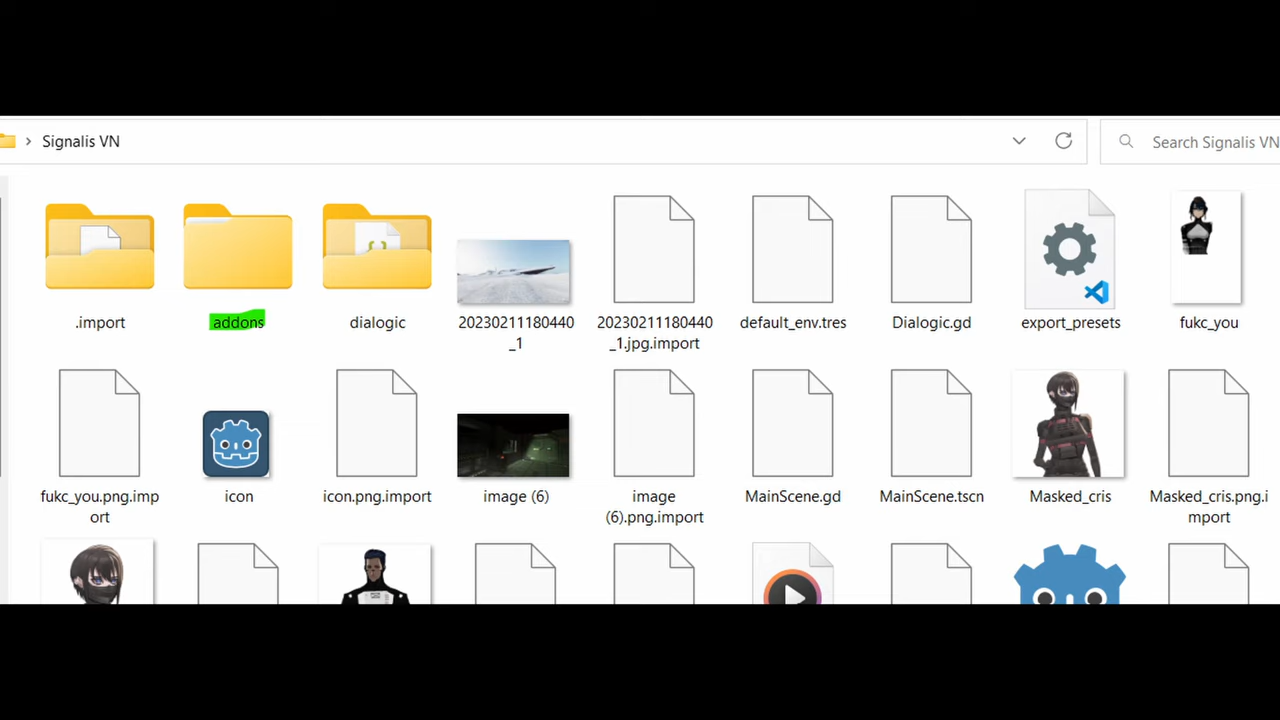 Signalis VN
Search Signalis VN
.import
addons
dialogic
20230211180440
_1
20230211180440
_1.jpg.import
default_env.tres
Dialogic.gd
export_presets
fukc_you
fukc_you.png.imp
ort
icon
icon.png.import
image (6)
image
(6).png.import
MainScene.gd
MainScene.tscn
Masked_cris
Masked_cris.png.i
mport